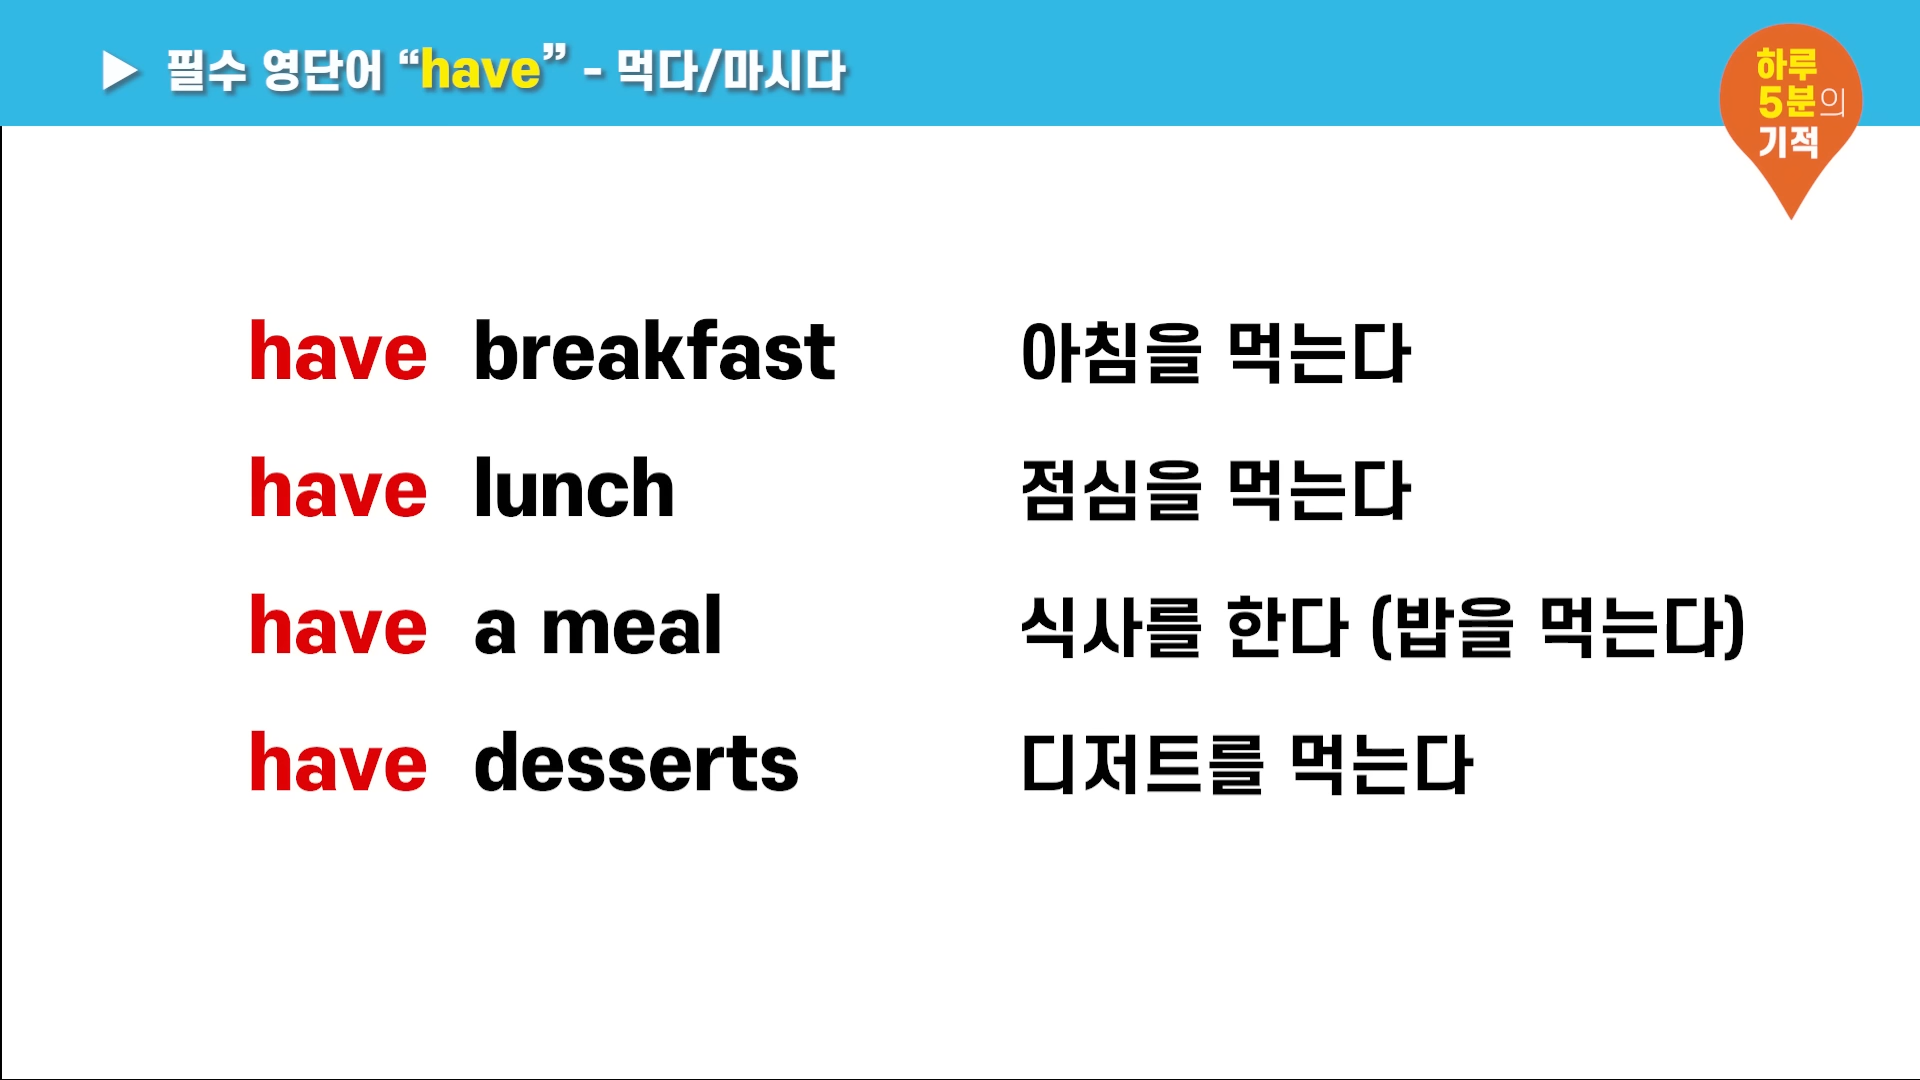 ▶ 필수 영단어 “have” - 먹다/마시다
하루
5분의
기적
have breakfast 아침을 먹는다
have lunch 점심을 먹는다
have a meal 식사를 한다 (밥을 먹는다)
have desserts 디저트를 먹는다